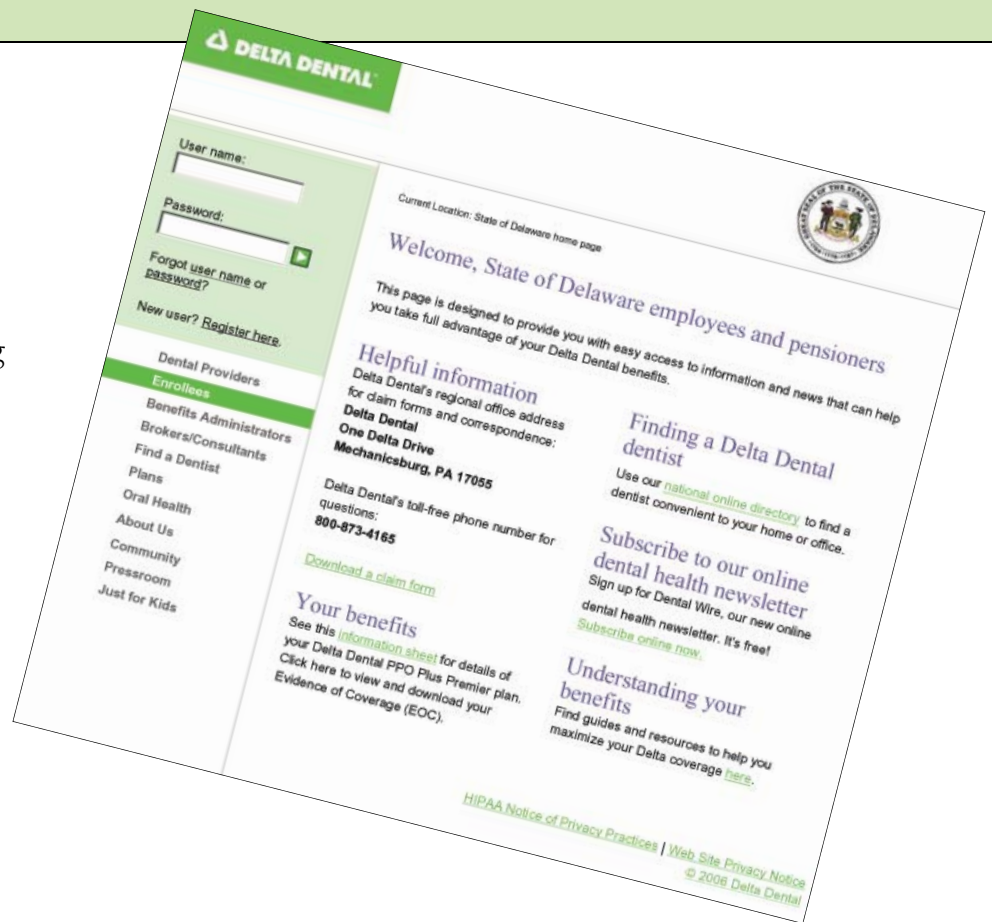 DELTA DENTAL
User name:
Password:
Forgot user name or
password?
New user? Register here.
Dental Providers
Enrollees
Benefits Administrators
Brokers/Consultants
Find a Dentist
Plans
Oral Health
About Us
Community
Pressroom
Just for Kids
Current Location: State of Delaware home page
Welcome, State of Delaware employees and pensioners
This page is designed to provide you with easy access to information and news that can help
you take full advantage of your Delta Dental benefits.
Helpful information
Delta Dental's regional office address
for claim forms and correspondence:
Delta Dental
One Delta Drive
Mechanicsburg, PA 17055
Delta Dental's toll-free phone number for
questions:
800-873-4165
Download a claim form
Your benefits
See this information sheet for details of
your Delta Dental PPO Plus Premier plan.
Click here to view and download your
Evidence of Coverage (EOC).
Finding a Delta Dental
dentist
Use our national online directory to find a
dentist convenient to your home or office.
Subscribe to our online
dental health newsletter
Sign up for Dental Wire, our new online
dental health newsletter. It's free!
Subscribe online now.
Understanding your
benefits
Find guides and resources to help you
maximize your Delta coverage here.
HIPAA Notice of Privacy Practices | Web Site Privacy Notice
© 2006 Delta Dental